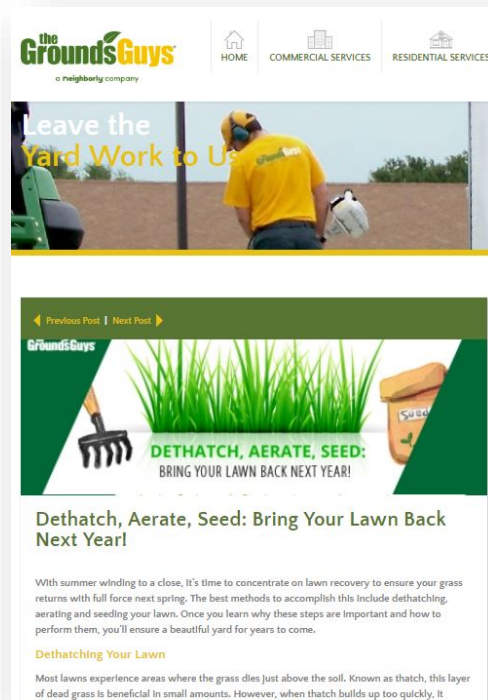 the
GroundsGuys
a neighborly company
HOME
COMMERCIAL SERVICES
RESIDENTIAL SERVICES
Leave the
Yard Work to Us
GroundsGuys
Previous Post | Next Post
GroundsGuys
Seed
DETHATCH, AERATE, SEED:
BRING YOUR LAWN BACK NEXT YEAR!
Dethatch, Aerate, Seed: Bring Your Lawn Back
Next Year!
With summer winding to a close, it's time to concentrate on lawn recovery to ensure your grass
returns with full force next spring. The best methods to accomplish this include dethatching,
aerating and seeding your lawn. Once you learn why these steps are important and how to
perform them, you'll ensure a beautiful yard for years to come.
Dethatching Your Lawn
Most lawns experience areas where the grass dies just above the soil. Known as thatch, this layer
of dead grass is beneficial in small amounts. However, when thatch builds up too quickly, it